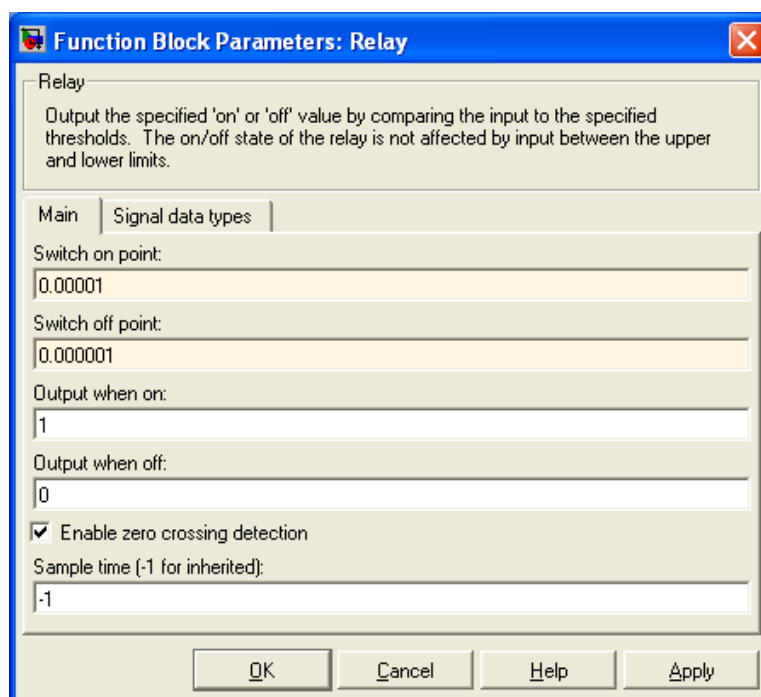 Function Block Parameters: Relay
Relay
Output the specified 'on' or 'off' value by comparing the input to the specified
thresholds. The on/off state of the relay is not affected by input between the upper
and lower limits.
Main
Signal data types
Switch on point:
0.00001
Switch off point:
0.000001
Output when on:
1
Output when off:
0
Enable zero crossing detection
Sample time (-1 for inherited):
-1
OK
Cancel
Help
Apply